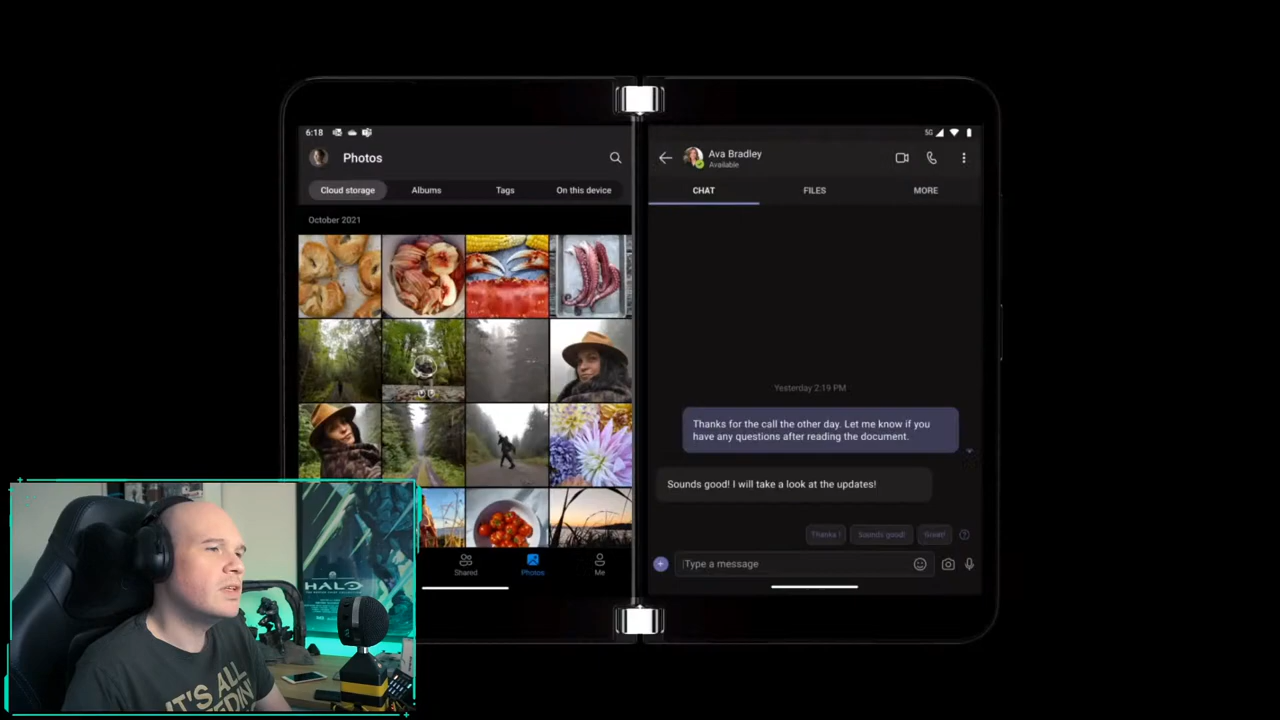 6:18
5G
Photos
Cloud storage
Albums
Tags
On this device
October 2021
Shared
Photos
Me
Ava Bradley
Available
CHAT
FILES
MORE
Yesterday 2:19 PM
Thanks for the call the other day. Let me know if you
have any questions after reading the document.
Sounds good! I will take a look at the updates!
Thanks !
Sounds good!
Great!
Type a message
HALO
IT'S ALL